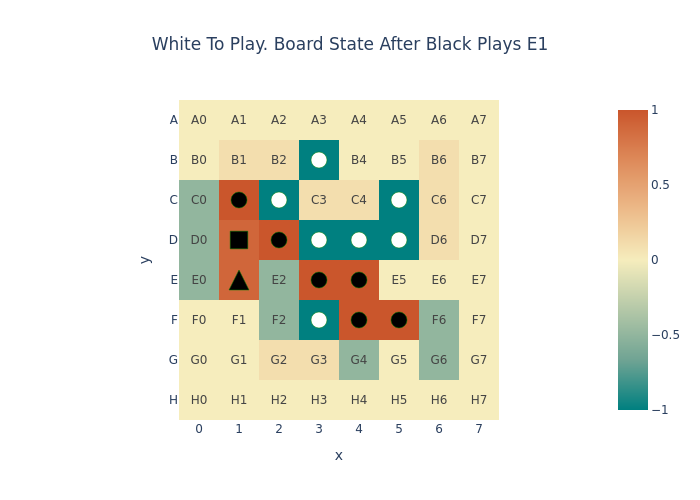 White To Play. Board State After Black Plays E1
A A0 A1 A2 A3 A4 A5 A6 A7 1
B B0 B1 B2 B4 B5 B6 B7
C C0 C3 C4 C6 C7 0.5
D D0 D6 D7
y 0
E E0 E2 E5 E6 E7
F F0 F1 F2 F6 F7 −0.5
G G0 G1 G2 G3 G4 G5 G6 G7
H H0 H1 H2 H3 H4 H5 H6 H7 −1
0 1 2 3 4 5 6 7
x